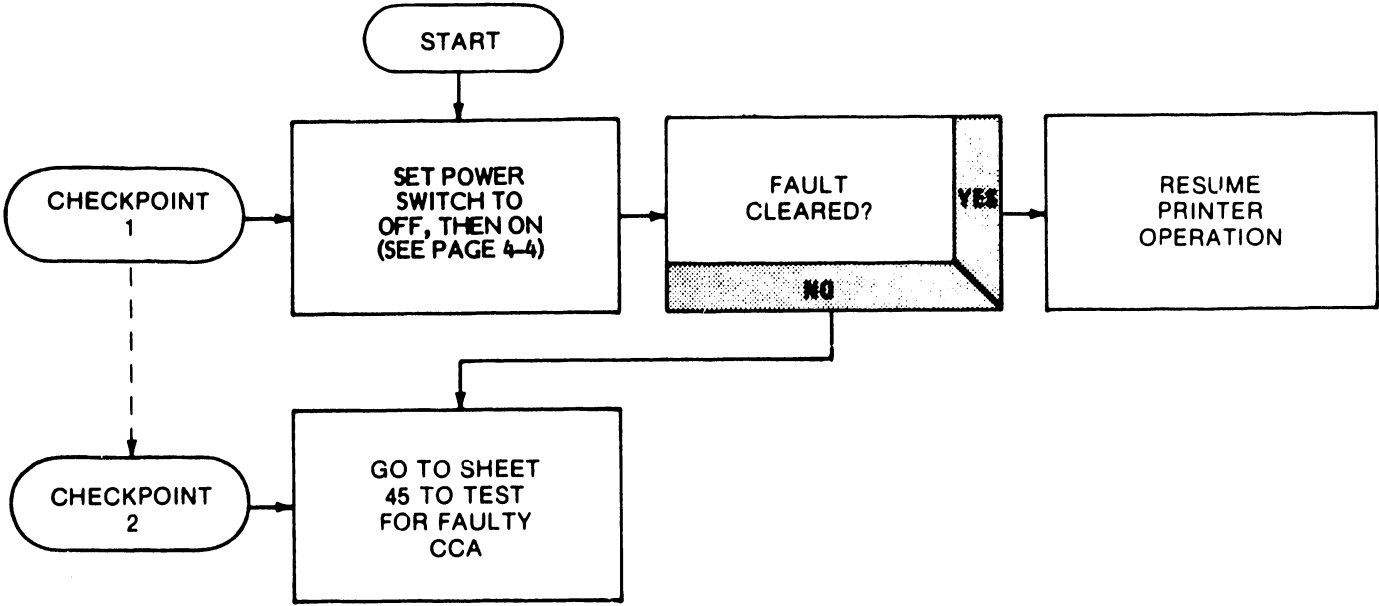 START
CHECKPOINT
1
SET POWER
SWITCH TO
OFF, THEN ON
(SEE PAGE 4-4)
FAULT
CLEARED?
YES
NO
RESUME
PRINTER
OPERATION
CHECKPOINT
2
GO TO SHEET
45 TO TEST
FOR FAULTY
CCA